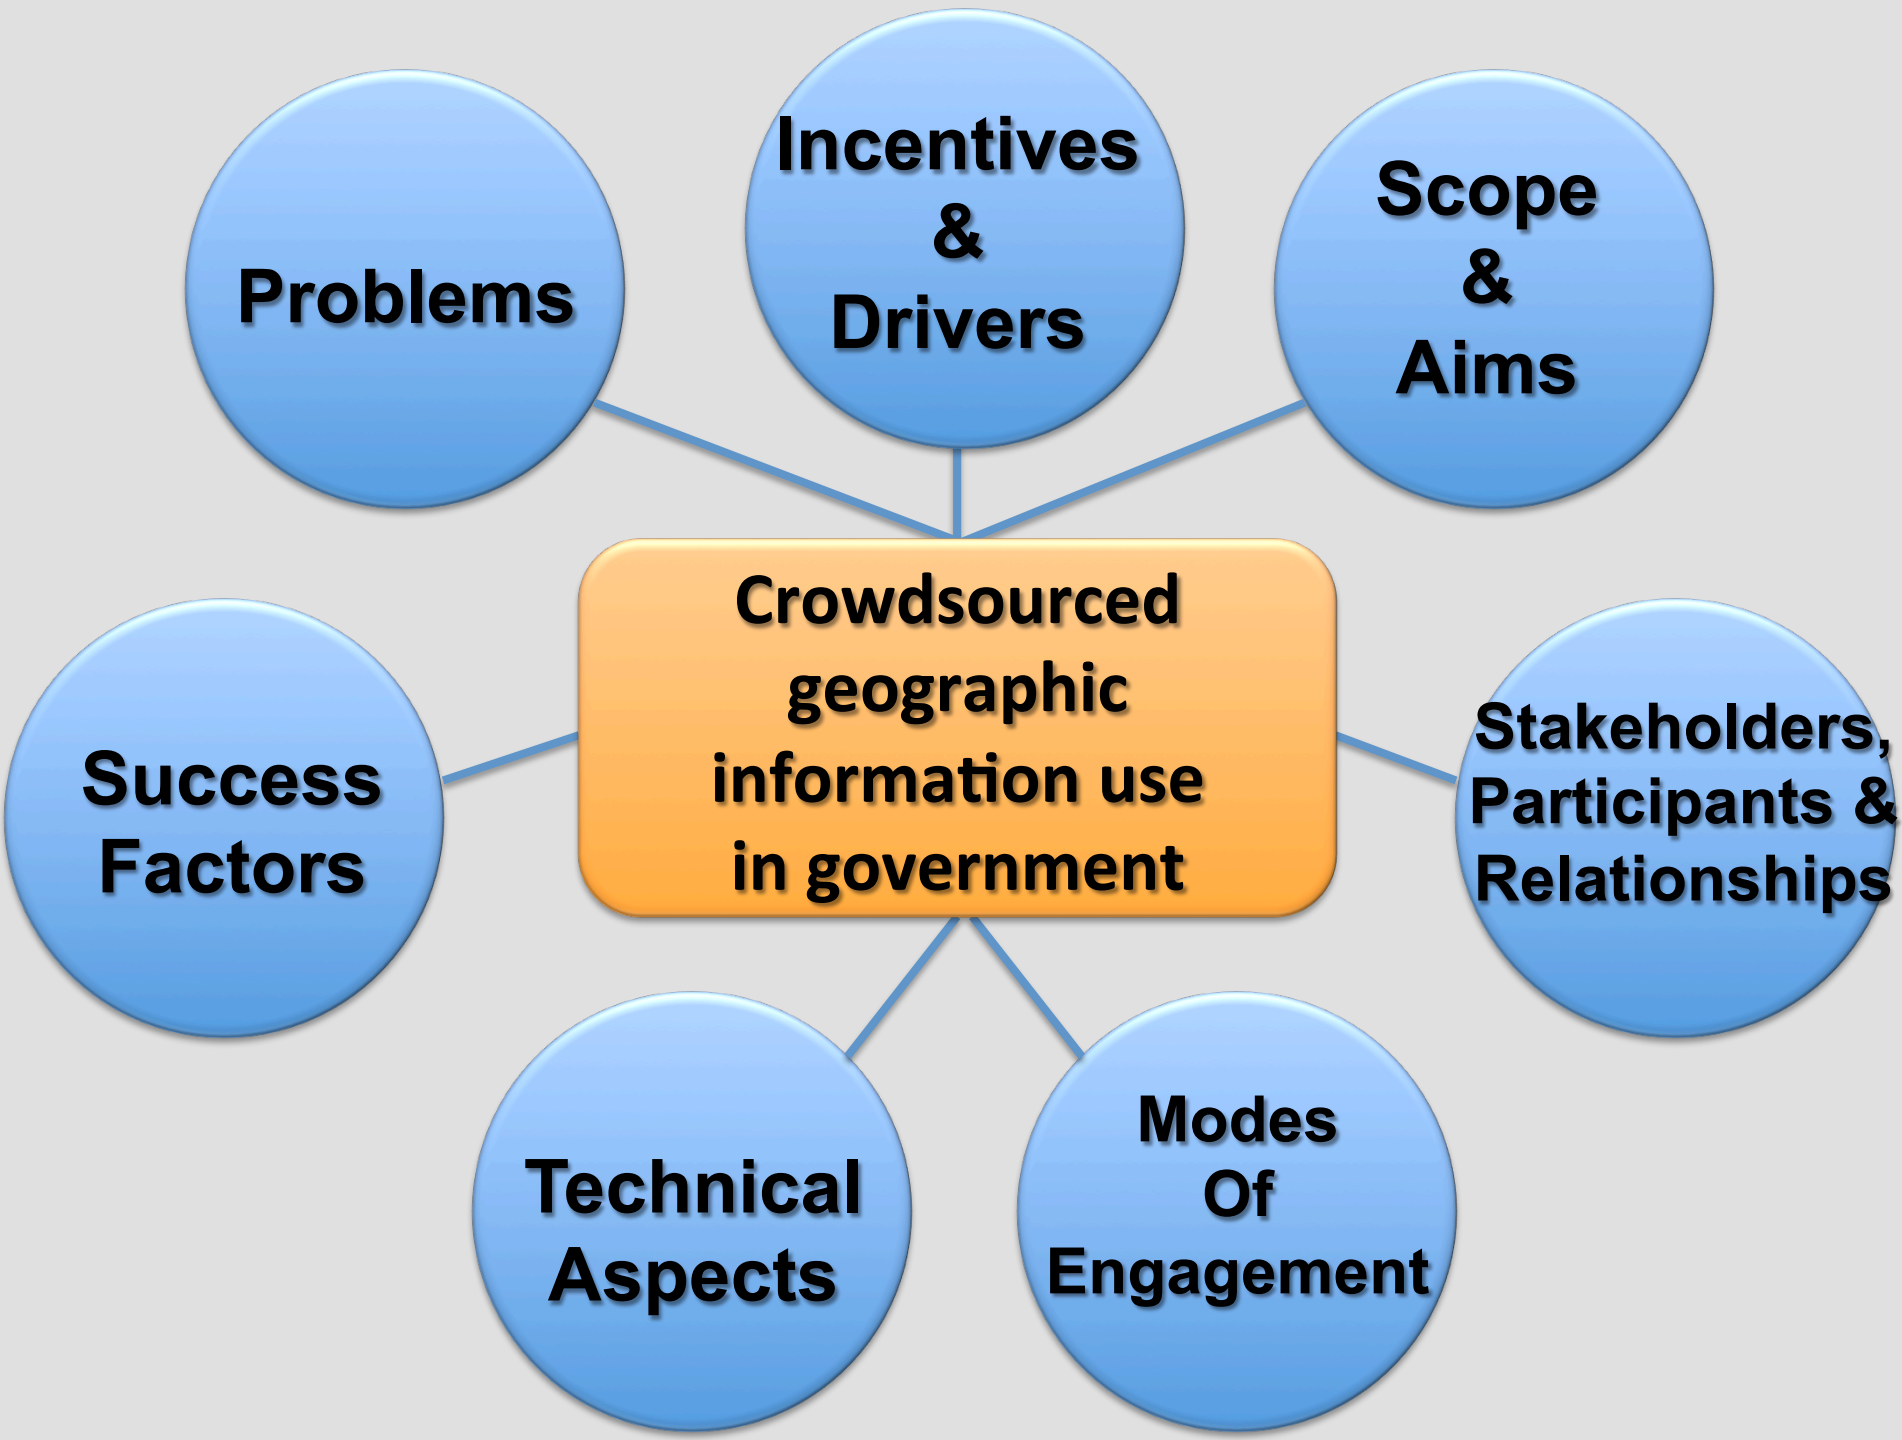 Problems
Incentives
&
Drivers
Scope
&
Aims
Crowdsourced
geographic
information use
in government
Success
Factors
Stakeholders,
Participants &
Relationships
Technical
Aspects
Modes
Of
Engagement